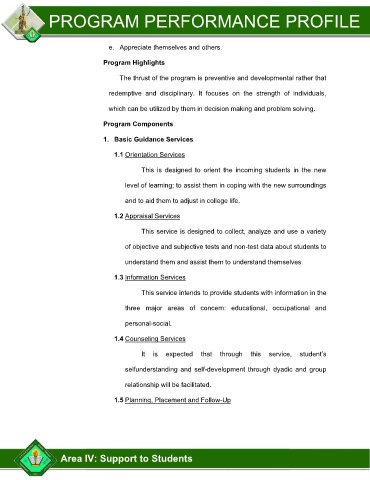 PROGRAM PERFORMANCE PROFILE
e. Appreciate themselves and others.
Program Highlights
The thrust of the program is preventive and developmental rather that
redemptive and disciplinary. It focuses on the strength of individuals,
which can be utilized by them in decision making and problem solving.
Program Components
1. Basic Guidance Services
1.1 Orientation Services
This is designed to orient the incoming students in the new
level of learning; to assist them in coping with the new surroundings
and to aid them to adjust in college life.
1.2 Appraisal Services
This service is designed to collect, analyze and use a variety
of objective and subjective tests and non-test data about students to
understand them and assist them to understand themselves.
1.3 Information Services
This service intends to provide students with information in the
three major areas of concern: educational, occupational and
personal-social.
1.4 Counseling Services
It is expected that through this service, student's
selfunderstanding and self-development through dyadic and group
relationship will be facilitated.
1.5 Planning, Placement and Follow-Up
Area IV: Support to Students